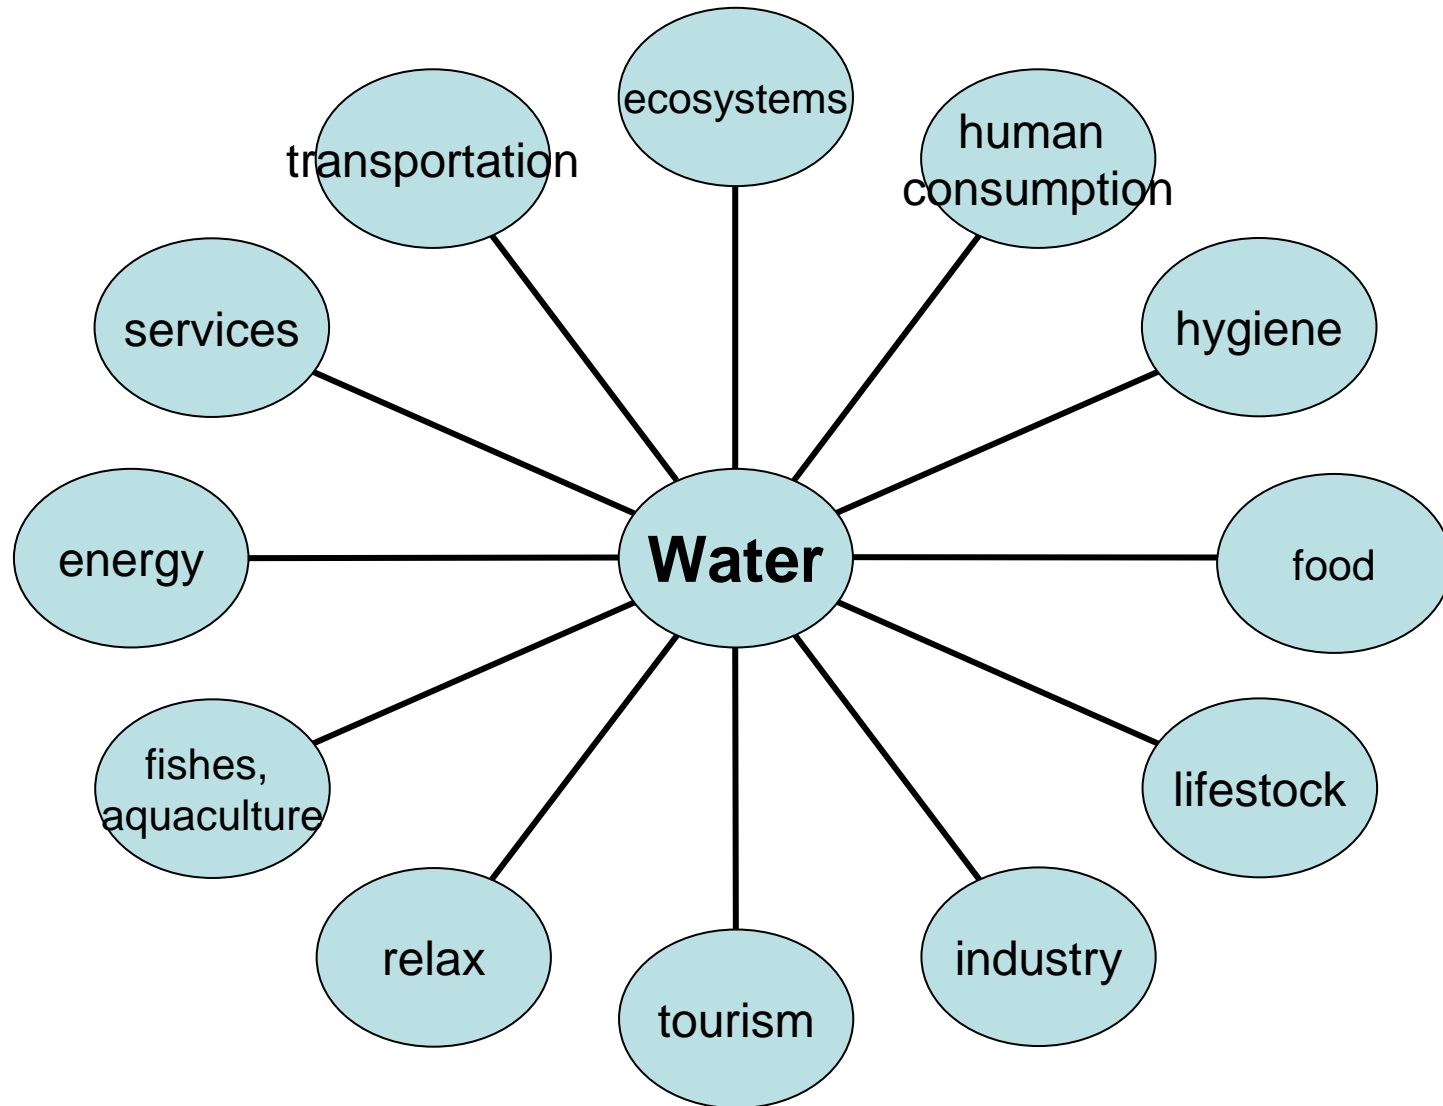 ecosystems
human
consumption
transportation
services
hygiene
Water
energy
food
fishes,
aquaculture
lifestock
relax
industry
tourism